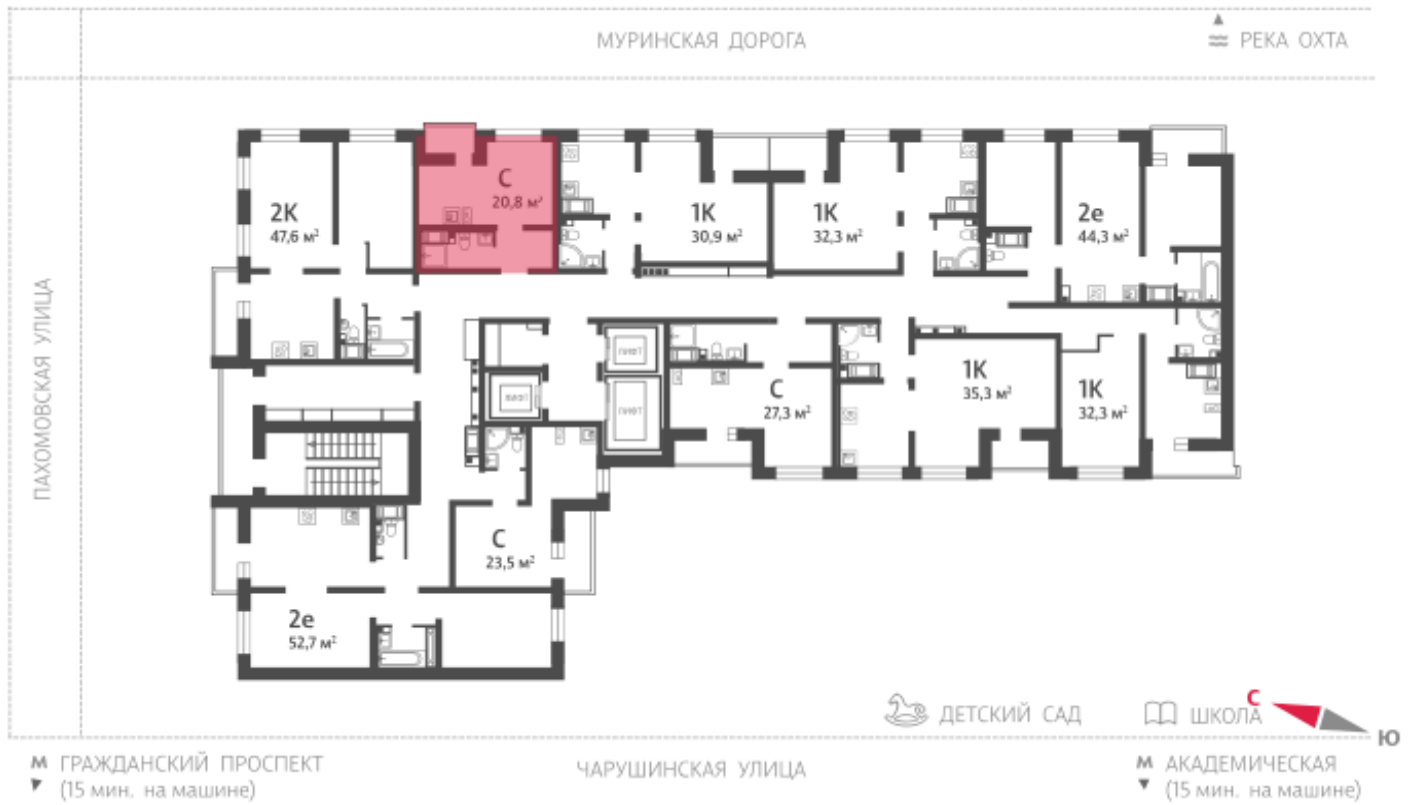 МУРИНСКАЯ ДОРОГА
РЕКА ОХТА
ПАХОМОВСКАЯ УЛИЦА
2К
47,6 м²
С
20,8 м²
1К
30,9 м²
1К
32,3 м²
2е
44,3 м²
ЛИФТ
ЛИФТ
ЛИФТ
С
27,3 м²
1К
35,3 м²
1К
32,3 м²
С
23,5 м²
2е
52,7 м²
ДЕТСКИЙ САД
ШКОЛА
С
Ю
М ГРАЖДАНСКИЙ ПРОСПЕКТ
(15 мин. на машине)
ЧАРУШИНСКАЯ УЛИЦА
М АКАДЕМИЧЕСКАЯ
(15 мин. на машине)